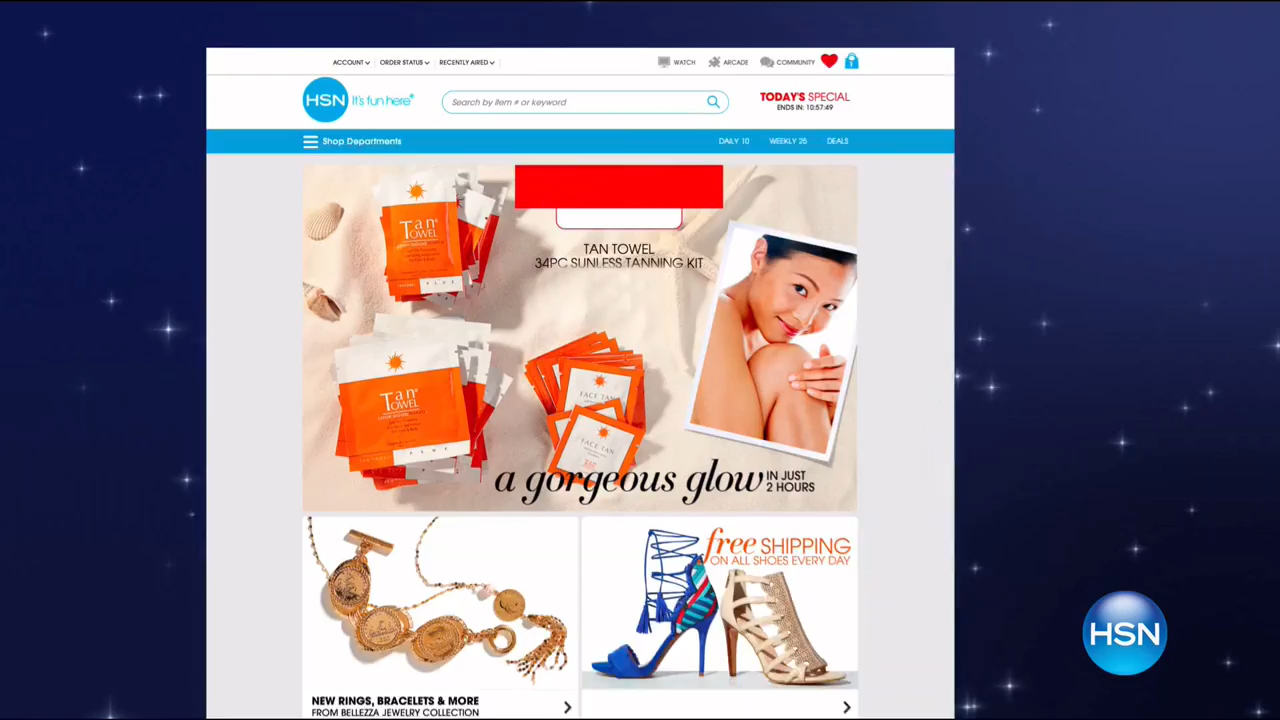 ACCOUNT
ORDER STATUS
RECENTLY AIRED
WATCH
ARCADE
COMMUNITY
HSN It's fun here*
Search by item # or keyword
TODAY'S SPECIAL
ENDS IN: 10:57:49
Shop Departments
DAILY 10
WEEKLY 25
DEALS
Tan
TOWEL
PLUS
TAN TOWEL
34PC SUNLESS TANNING KIT
Tan
TOWEL
PLUS
FACE TAN
FACE TAN
a gorgeous glow IN JUST
2 HOURS
free SHIPPING
ON ALL SHOES EVERY DAY
NEW RINGS, BRACELETS & MORE
FROM BELLEZZA JEWELRY COLLECTION
HSN